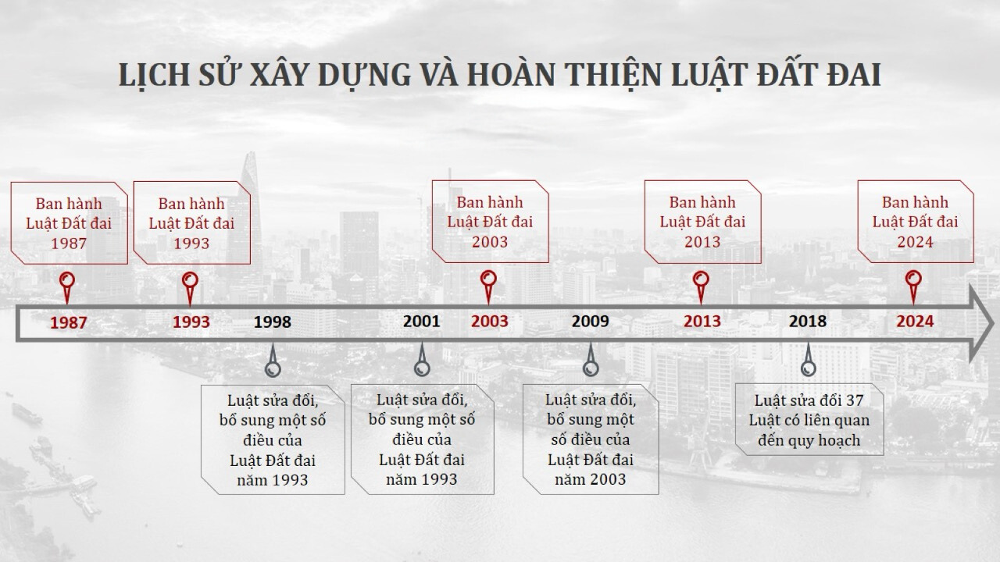 LỊCH SỬ XÂY DỰNG VÀ HOÀN THIỆN LUẬT ĐẤT ĐAI
Ban hành
Luật Đất đai
1987
Ban hành
Luật Đất đai
1993
Ban hành
Luật Đất đai
2003
Ban hành
Luật Đất đai
2013
Ban hành
Luật Đất đai
2024
1987
1993
1998
2001
2003
2009
2013
2018
2024
Luật sửa đổi,
bổ sung một số
điều của
Luật Đất đai
năm 1993
Luật sửa đổi,
bổ sung một số
điều của
Luật Đất đai
năm 1993
Luật sửa đổi,
bổ sung một
số điều của
Luật Đất đai
năm 2003
Luật sửa đổi 37
Luật có liên quan
đến quy hoạch